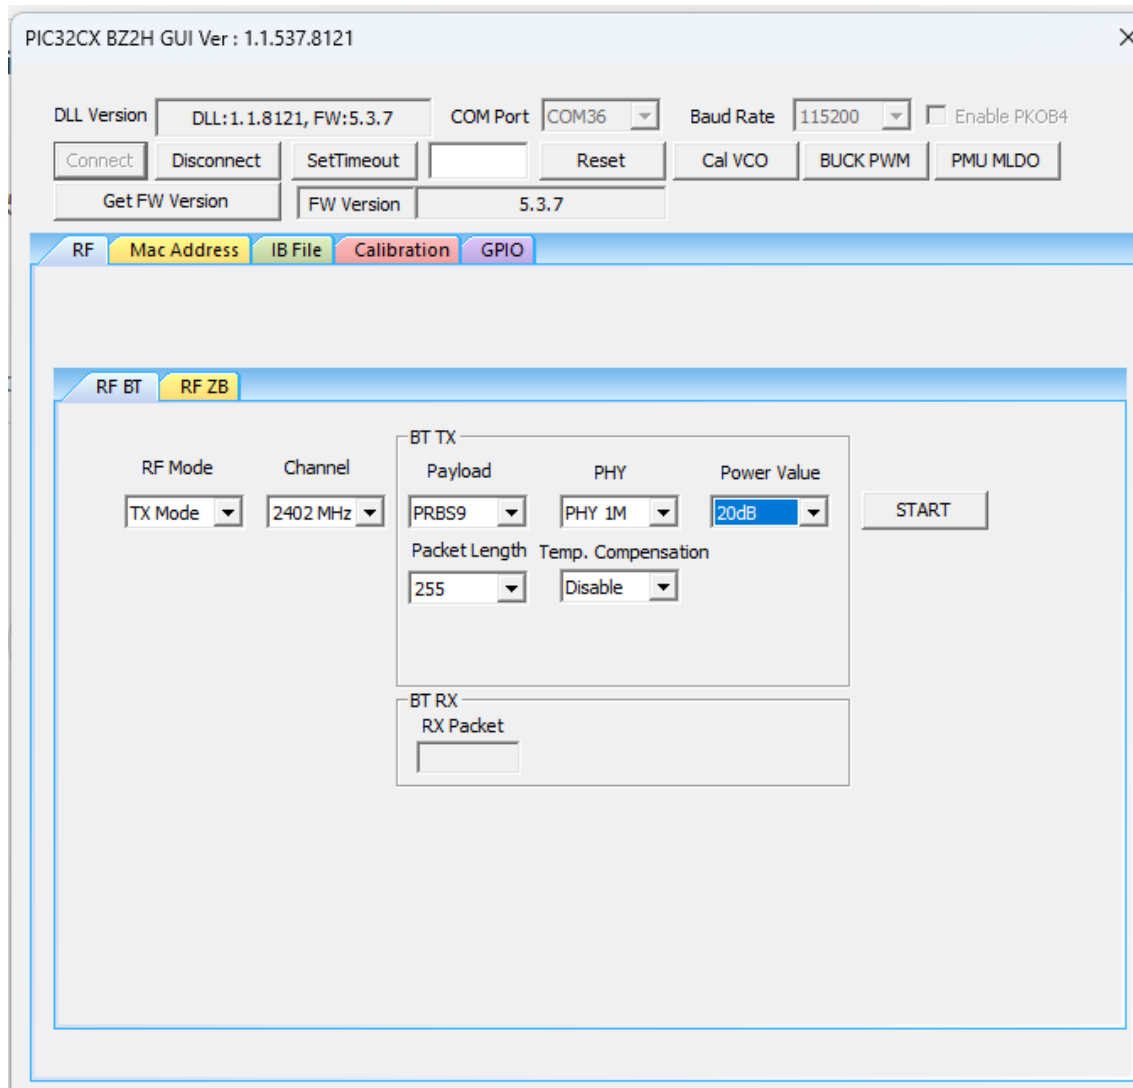 PIC32CX BZ2H GUI Ver : 1.1.537.8121
DLL Version DLL:1.1.8121, FW:5.3.7 COM Port COM36 Baud Rate 115200 Enable PKOB4
Connect Disconnect SetTimeout Reset Cal VCO BUCK PWM PMU MLDO
Get FW Version FW Version 5.3.7
RF Mac Address IB File Calibration GPIO
RF BT RF ZB
BT TX
RF Mode Channel Payload PHY Power Value
TX Mode 2402 MHz PRBS9 PHY 1M 20dB START
Packet Length Temp. Compensation
255 Disable
BT RX
RX Packet